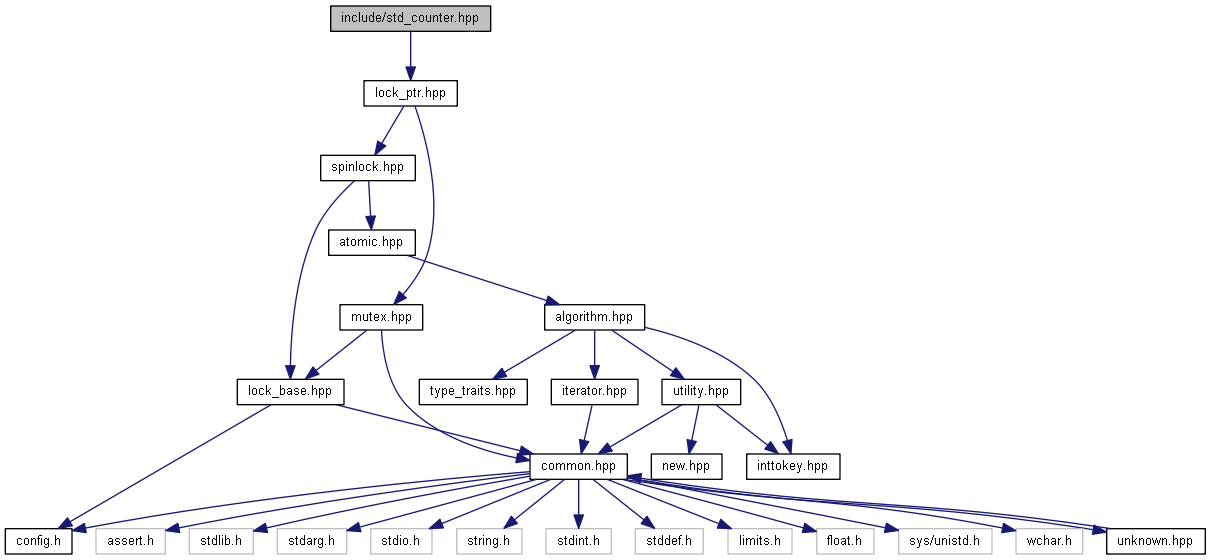 include/std_counter.hpp
lock_ptr.hpp
spinlock.hpp
atomic.hpp
mutex.hpp
algorithm.hpp
lock_base.hpp
type_traits.hpp
iterator.hpp
utility.hpp
common.hpp
new.hpp
inttokey.hpp
config.h
assert.h
stdlib.h
stdarg.h
stdio.h
string.h
stdint.h
stddef.h
limits.h
float.h
sys/unistd.h
wchar.h
unknown.hpp